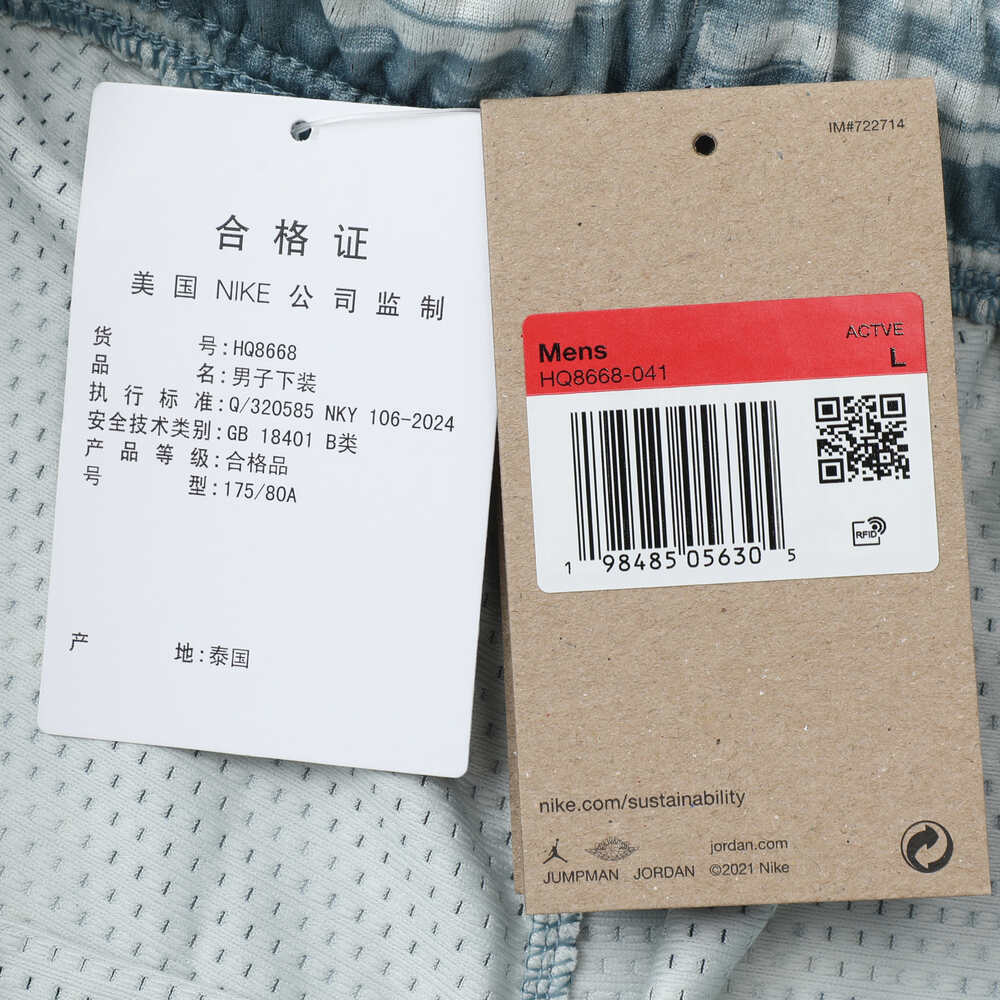 合格证
美国 NIKE 公司监制
货号:HQ8668
品名:男子下装
执行标准:Q/320585 NKY 106-2024
安全技术类别:GB 18401 B类
产品等级:合格品
号型:175/80A
产地:泰国
IM#722714
ACTVE
Mens
L
HQ8668-041
RFID
1 98485 05630 5
nike.com/sustainability
jordan.com
JUMPMAN JORDAN ©2021 Nike